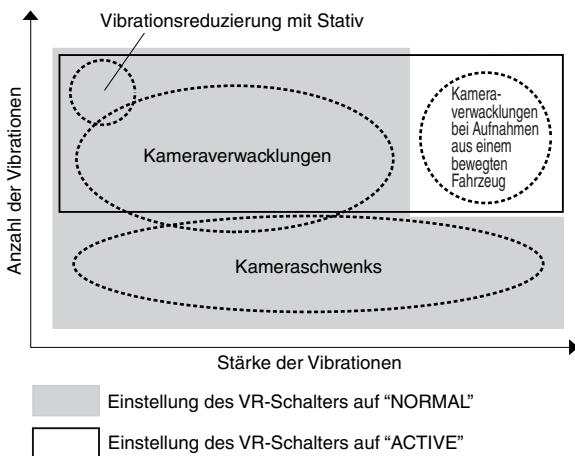 Vibrationsreduzierung mit Stativ
Anzahl der Vibrationen
Kameraverwacklungen
Kamera-
verwacklungen
bei Aufnahmen
aus einem
bewegten
Fahrzeug
Kameraschwenks
Stärke der Vibrationen
Einstellung des VR-Schalters auf “NORMAL”
Einstellung des VR-Schalters auf “ACTIVE”